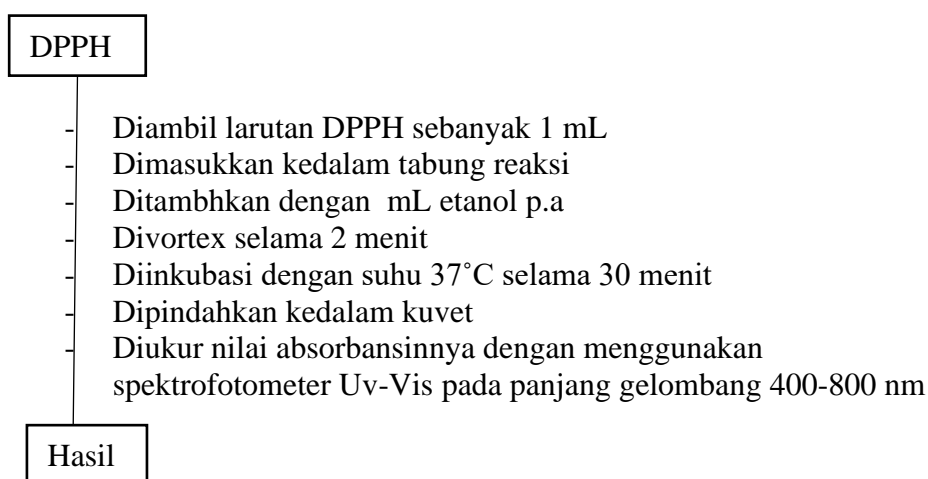 DPPH
- Diambil larutan DPPH sebanyak 1 mL
- Dimasukkan kedalam tabung reaksi
- Ditambhkan dengan  mL etanol p.a
- Divortex selama 2 menit
- Diinkubasi dengan suhu 37˚C selama 30 menit
- Dipindahkan kedalam kuvet
- Diukur nilai absorbansinnya dengan menggunakan
spektrofotometer Uv-Vis pada panjang gelombang 400-800 nm
Hasil